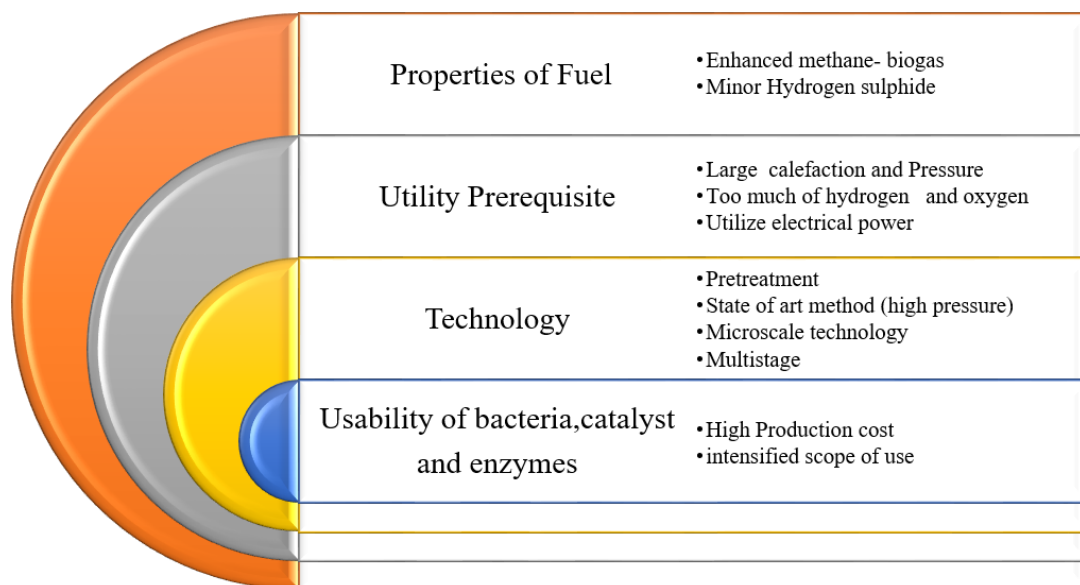 Properties of Fuel
•Enhanced methane- biogas
•Minor Hydrogen sulphide
Utility Prerequisite
•Large calefaction and Pressure
•Too much of hydrogen and oxygen
•Utilize electrical power
Technology
•Pretreatment
•State of art method (high pressure)
•Microscale technology
•Multistage
Usability of bacteria,catalyst
and enzymes
•High Production cost
•intensified scope of use